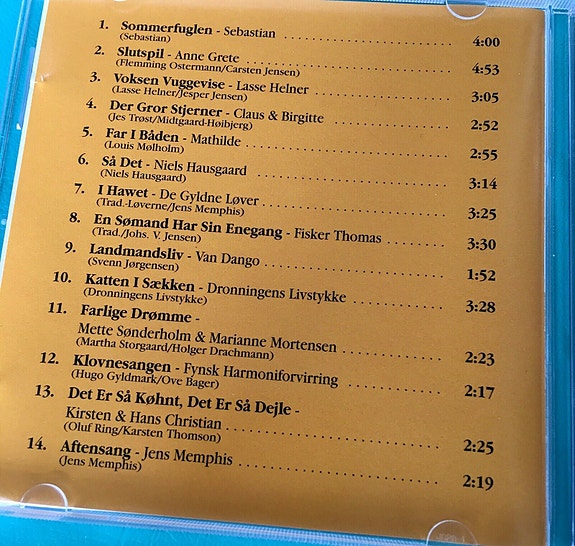 1. Sommerfuglen - Sebastian ........ 4:00
(Sebastian)
2. Slutspil - Anne Grete ........ 4:53
(Flemming Ostermann/Carsten Jensen)
3. Voksen Vuggevise - Lasse Helner ........ 3:05
(Lasse Helner/Jesper Jensen)
4. Der Gror Stjerner - Claus & Birgitte ........ 2:52
(Jes Trøst/Midtgaard-Høibjerg)
5. Far I Båden - Mathilde ........ 2:55
(Louis Mølholm)
6. Så Det - Niels Hausgaard ........ 3:14
(Niels Hausgaard)
7. I Hawet - De Gyldne Løver ........ 3:25
(Trad.-Løverne/Jens Memphis)
8. En Sømand Har Sin Enegang - Fisker Thomas ........ 3:30
(Trad./Johs. V. Jensen)
9. Landmandsliv - Van Dango ........ 1:52
(Svenn Jørgensen)
10. Katten I Sækken - Dronningens Livstykke ........ 3:28
(Dronningens Livstykke)
11. Farlige Drømme -
Mette Sønderholm & Marianne Mortensen ........ 2:23
(Martha Storgaard/Holger Drachmann)
12. Klovnesangen - Fynsk Harmoniforvirring ........ 2:17
(Hugo Gyldmark/Ove Bager)
13. Det Er Så Køhnt, Det Er Så Dejle -
Kirsten & Hans Christian ........ 2:25
(Oluf Ring/Karsten Thomson)
14. Aftensang - Jens Memphis ........ 2:19
(Jens Memphis)